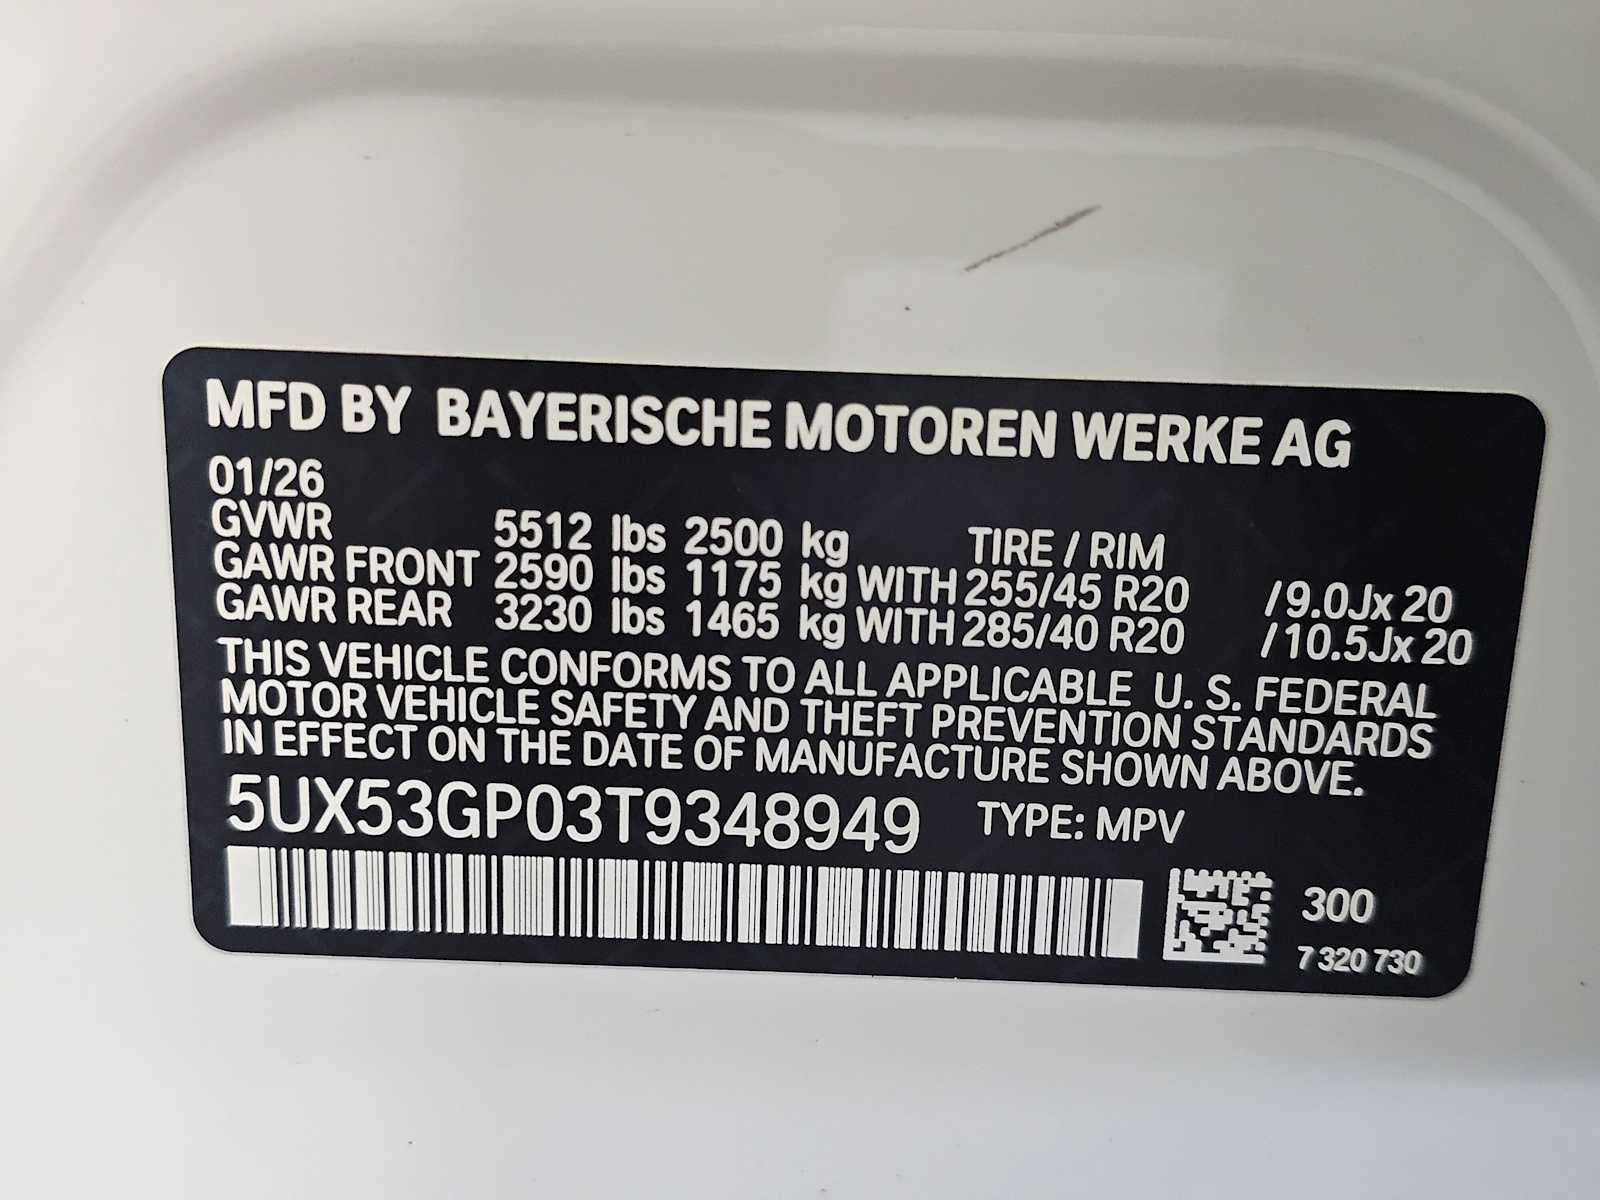 MFD BY BAYERISCHE MOTOREN WERKE AG
01/26
GVWR 5512 lbs 2500 kg TIRE / RIM
GAWR FRONT 2590 lbs 1175 kg WITH 255/45 R20 /9.0Jx 20
GAWR REAR 3230 lbs 1465 kg WITH 285/40 R20 /10.5Jx 20
THIS VEHICLE CONFORMS TO ALL APPLICABLE U. S. FEDERAL
MOTOR VEHICLE SAFETY AND THEFT PREVENTION STANDARDS
IN EFFECT ON THE DATE OF MANUFACTURE SHOWN ABOVE.
5UX53GP03T9348949 TYPE: MPV
300
7 320 730